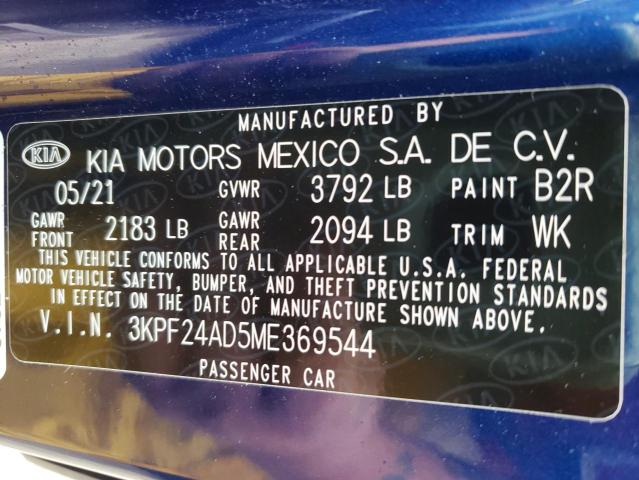 MANUFACTURED BY
KIA KIA MOTORS MEXICO S.A. DE C.V.
05/21 GVWR 3792 LB PAINT B2R
GAWR FRONT 2183 LB GAWR REAR 2094 LB TRIM WK
THIS VEHICLE CONFORMS TO ALL APPLICABLE U.S.A. FEDERAL
MOTOR VEHICLE SAFETY, BUMPER, AND THEFT PREVENTION STANDARDS
IN EFFECT ON THE DATE OF MANUFACTURE SHOWN ABOVE.
V.I.N. 3KPF24AD5ME369544
PASSENGER CAR